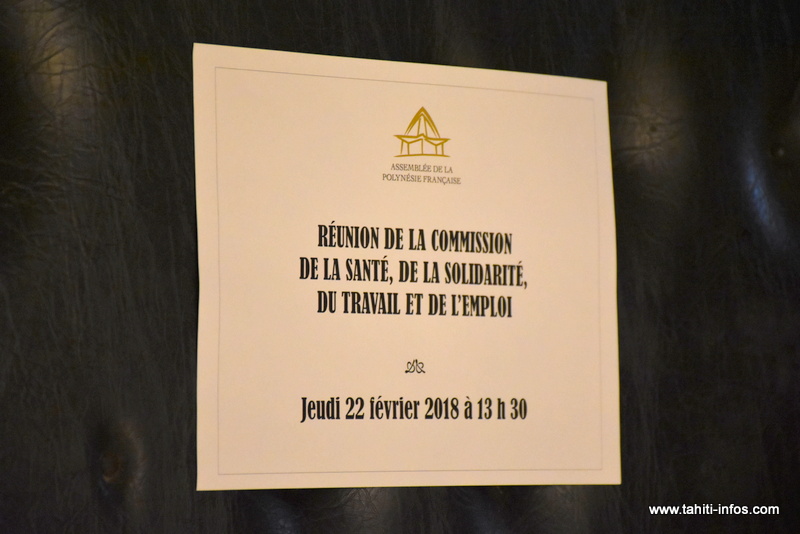 ASSEMBLÉE DE LA
POLYNÉSIE FRANÇAISE
RÉUNION DE LA COMMISSION
DE LA SANTÉ, DE LA SOLIDARITÉ,
DU TRAVAIL ET DE L'EMPLOI
Jeudi 22 février 2018 à 13 h 30
www.tahiti-infos.com